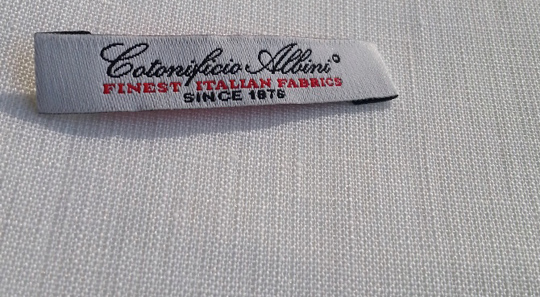 Cotonificio Albini
FINEST ITALIAN FABRICS
SINCE 1876